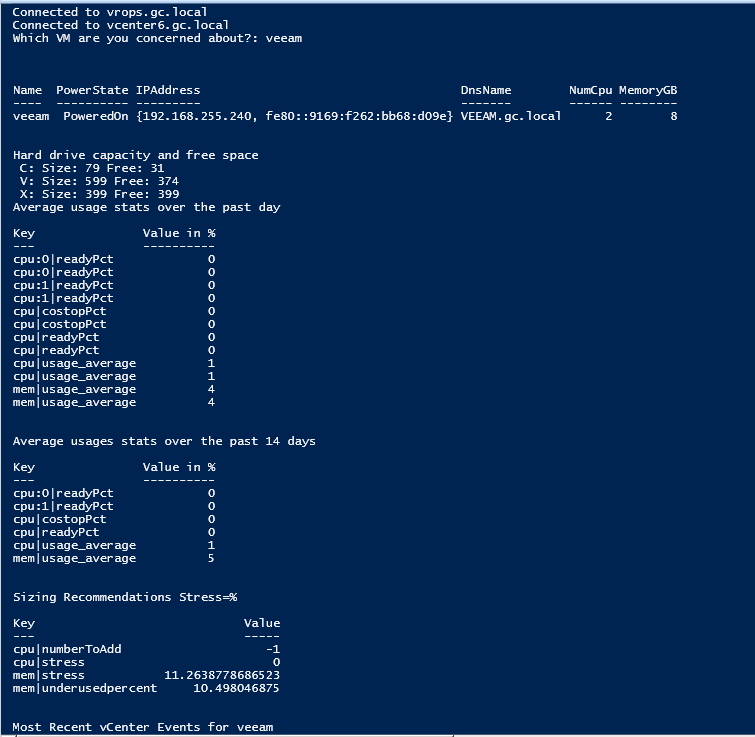 Connected to vrops.gc.local
Connected to vcenter6.gc.local
Which VM are you concerned about?: veeam
Name PowerState IPAddress DnsName NumCpu MemoryGB
---- ---------- --------- ------- ------ --------
veeam PoweredOn {192.168.255.240, fe80::9169:f262:bb68:d09e} VEEAM.gc.local 2 8
Hard drive capacity and free space
C: Size: 79 Free: 31
V: Size: 599 Free: 374
X: Size: 399 Free: 399
Average usage stats over the past day
Key Value in %
--- ----------
cpu:0|readyPct 0
cpu:0|readyPct 0
cpu:1|readyPct 0
cpu:1|readyPct 0
cpu|costopPct 0
cpu|costopPct 0
cpu|readyPct 0
cpu|readyPct 0
cpu|usage_average 1
cpu|usage_average 1
mem|usage_average 4
mem|usage_average 4
Average usages stats over the past 14 days
Key Value in %
--- ----------
cpu:0|readyPct 0
cpu:1|readyPct 0
cpu|costopPct 0
cpu|readyPct 0
cpu|usage_average 1
mem|usage_average 5
Sizing Recommendations Stress=%
Key Value
--- -----
cpu|numberToAdd -1
cpu|stress 0
mem|stress 11.2638778686523
mem|underusedpercent 10.498046875
Most Recent vCenter Events for veeam